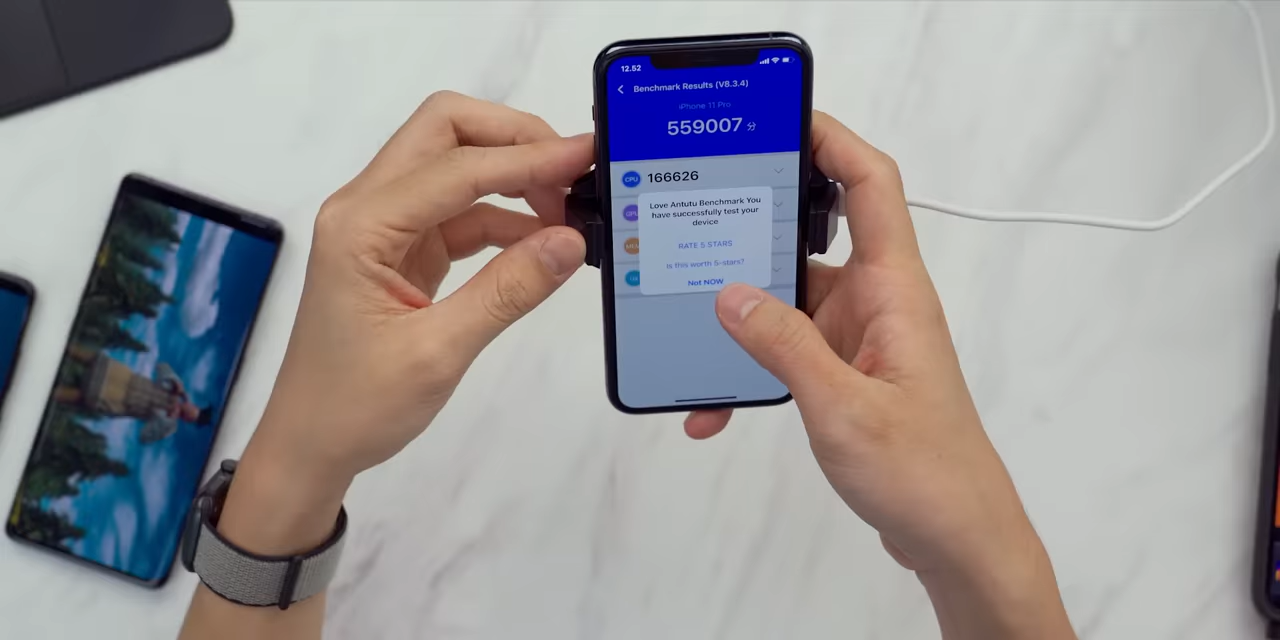 12.52
Benchmark Results (V8.3.4)
iPhone 11 Pro
559007 分
CPU 166626
Love Antutu Benchmark You
have successfully test your
device
RATE 5 STARS
Is this worth 5-stars?
Not NOW